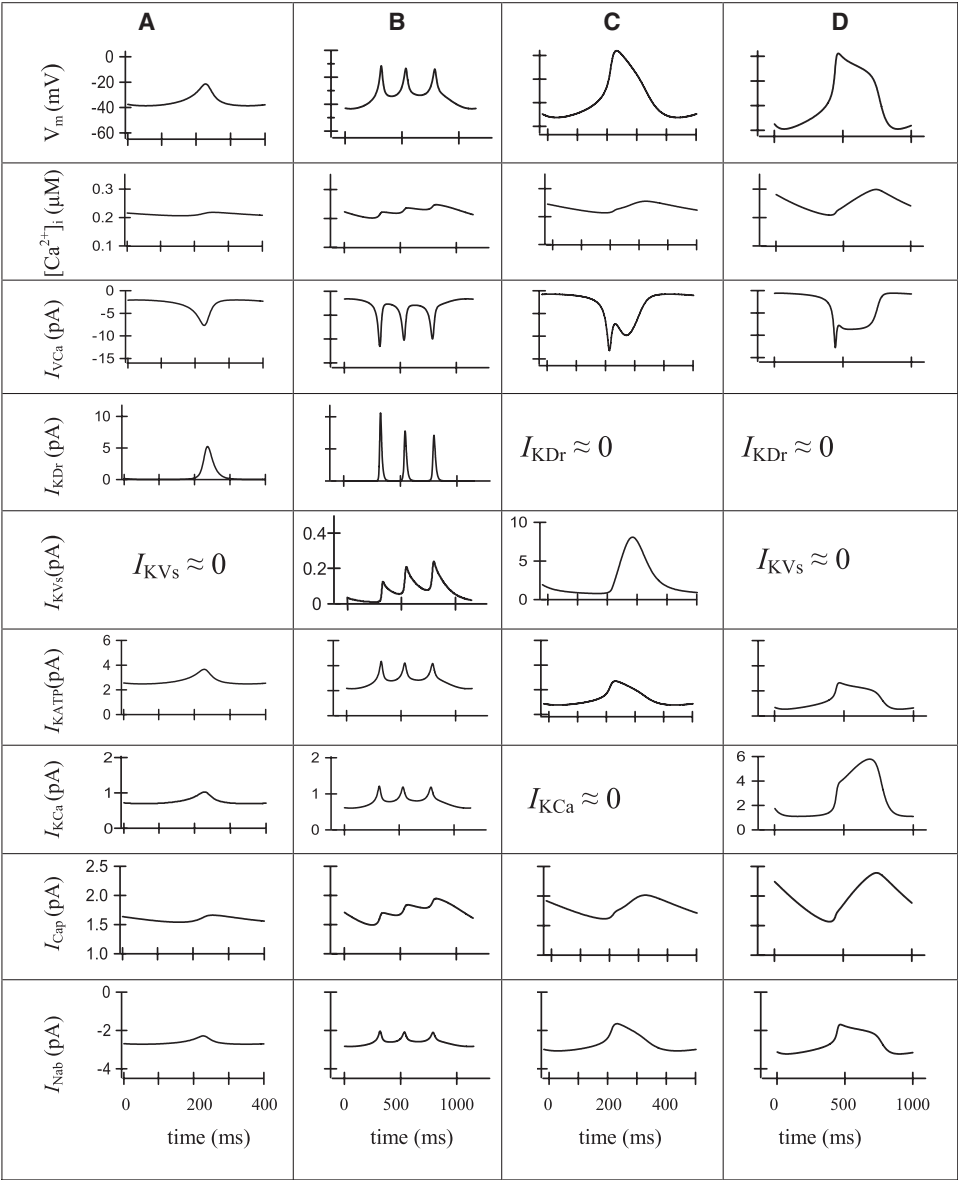 A B C D
V_m (mV)
0
-20
-40
-60
[Ca²⁺]_i (µM)
0.3
0.2
0.1
I_VCa (pA)
0
-5
-10
-15
I_KDr (pA)
10
5
0
I_KDr ≈ 0
I_KDr ≈ 0
I_KVs(pA)
I_KVs ≈ 0
0.4
0.2
0
10
5
0
I_KVs ≈ 0
I_KATP(pA)
6
4
2
0
I_KCa (pA)
2
1
0
2
1
0
I_KCa ≈ 0
6
4
2
0
I_Cap (pA)
2.5
2.0
1.5
1.0
I_Nab (pA)
0
-2
-4
0 200 400 0 500 1000 0 200 400 0 500 1000
time (ms) time (ms) time (ms) time (ms)